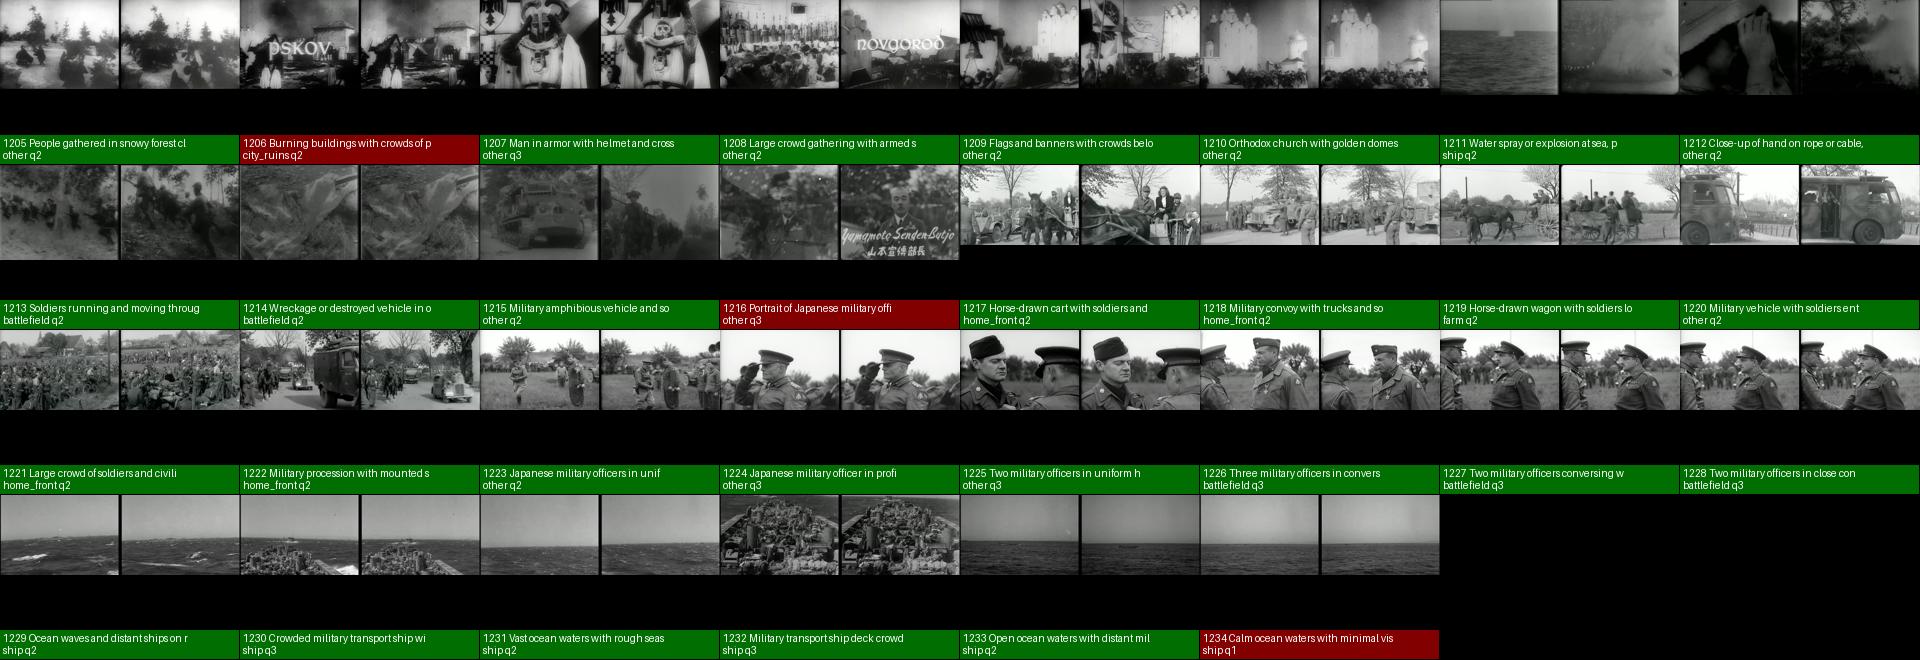 PSKOV
NOVGOROD
1205 People gathered in snowy forest cl
other q2
1206 Burning buildings with crowds of p
city_ruins q2
1207 Man in armor with helmet and cross
other q3
1208 Large crowd gathering with armed s
other q2
1209 Flags and banners with crowds belo
other q2
1210 Orthodox church with golden domes
other q2
1211 Water spray or explosion at sea, p
ship q2
1212 Close-up of hand on rope or cable,
other q2
Yamamoto Senden-Butjo
山本宣傳部長
1213 Soldiers running and moving throug
battlefield q2
1214 Wreckage or destroyed vehicle in o
battlefield q2
1215 Military amphibious vehicle and so
other q2
1216 Portrait of Japanese military offi
other q3
1217 Horse-drawn cart with soldiers and
home_front q2
1218 Military convoy with trucks and so
home_front q2
1219 Horse-drawn wagon with soldiers lo
farm q2
1220 Military vehicle with soldiers ent
other q2
1221 Large crowd of soldiers and civili
home_front q2
1222 Military procession with mounted s
home_front q2
1223 Japanese military officers in unif
other q2
1224 Japanese military officer in profi
other q3
1225 Two military officers in uniform h
other q3
1226 Three military officers in convers
battlefield q3
1227 Two military officers conversing w
battlefield q3
1228 Two military officers in close con
battlefield q3
1229 Ocean waves and distant ships on r
ship q2
1230 Crowded military transport ship wi
ship q3
1231 Vast ocean waters with rough seas
ship q2
1232 Military transport ship deck crowd
ship q3
1233 Open ocean waters with distant mil
ship q2
1234 Calm ocean waters with minimal vis
ship q1